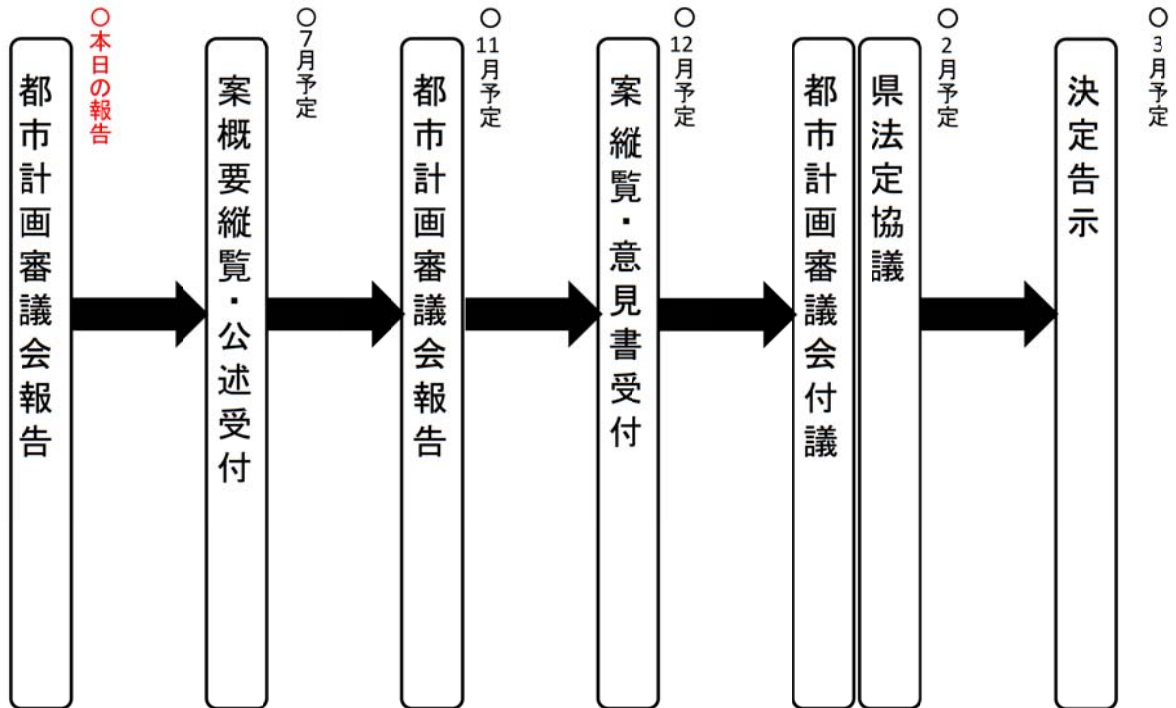 ○本日の報告
都市計画審議会報告
○7月予定
案概要縦覧・公述受付
○11月予定
都市計画審議会報告
○12月予定
案 縦覧・意見書受付
○2月予定
都市計画審議会付議
県法定協議
○3月予定
決定告示